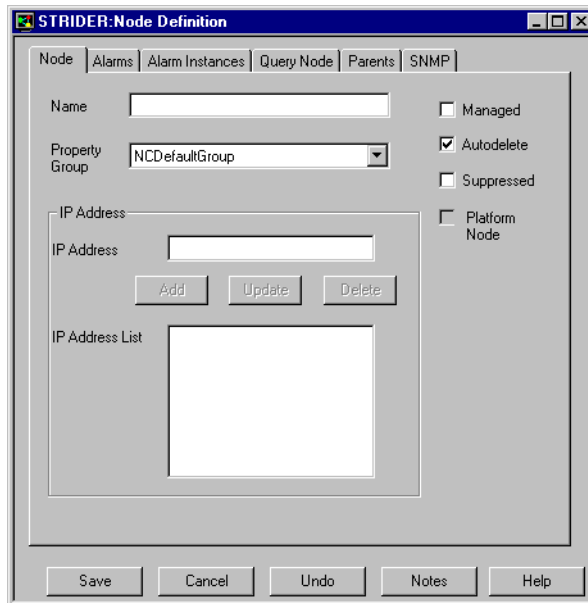 STRIDER:Node Definition
Node Alarms Alarm Instances Query Node Parents SNMP
Name
Managed
Property Group NCDefaultGroup
Autodelete
Suppressed
Platform Node
IP Address
IP Address
Add Update Delete
IP Address List
Save Cancel Undo Notes Help